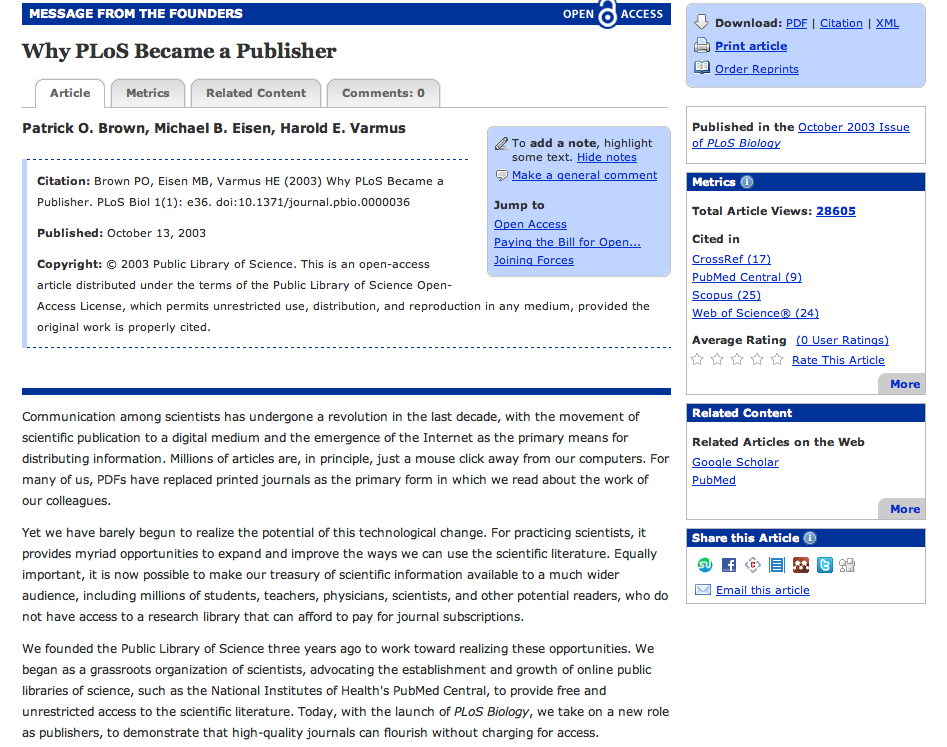 MESSAGE FROM THE FOUNDERS
OPEN ACCESS
Why PLoS Became a Publisher
Article
Metrics
Related Content
Comments: 0
Patrick O. Brown, Michael B. Eisen, Harold E. Varmus
To add a note, highlight
some text. Hide notes
Make a general comment
Jump to
Open Access
Paying the Bill for Open...
Joining Forces
Citation: Brown PO, Eisen MB, Varmus HE (2003) Why PLoS Became a
Publisher. PLoS Biol 1(1): e36. doi:10.1371/journal.pbio.0000036
Published: October 13, 2003
Copyright: © 2003 Public Library of Science. This is an open-access
article distributed under the terms of the Public Library of Science Open-
Access License, which permits unrestricted use, distribution, and reproduction in any medium, provided the
original work is properly cited.
Communication among scientists has undergone a revolution in the last decade, with the movement of
scientific publication to a digital medium and the emergence of the Internet as the primary means for
distributing information. Millions of articles are, in principle, just a mouse click away from our computers. For
many of us, PDFs have replaced printed journals as the primary form in which we read about the work of
our colleagues.
Yet we have barely begun to realize the potential of this technological change. For practicing scientists, it
provides myriad opportunities to expand and improve the ways we can use the scientific literature. Equally
important, it is now possible to make our treasury of scientific information available to a much wider
audience, including millions of students, teachers, physicians, scientists, and other potential readers, who do
not have access to a research library that can afford to pay for journal subscriptions.
We founded the Public Library of Science three years ago to work toward realizing these opportunities. We
began as a grassroots organization of scientists, advocating the establishment and growth of online public
libraries of science, such as the National Institutes of Health's PubMed Central, to provide free and
unrestricted access to the scientific literature. Today, with the launch of PLoS Biology, we take on a new role
as publishers, to demonstrate that high-quality journals can flourish without charging for access.
Download: PDF | Citation | XML
Print article
Order Reprints
Published in the October 2003 Issue
of PLoS Biology
Metrics
Total Article Views: 28605
Cited in
CrossRef (17)
PubMed Central (9)
Scopus (25)
Web of Science® (24)
Average Rating (0 User Ratings)
Rate This Article
More
Related Content
Related Articles on the Web
Google Scholar
PubMed
More
Share this Article
Email this article